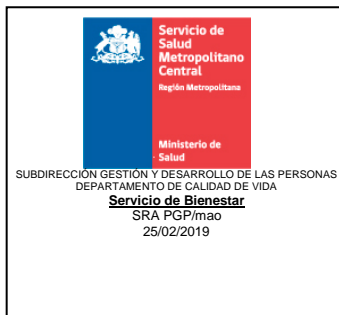 Servicio de
Salud
Metropolitano
Central
Región Metropolitana
Ministerio de
Salud
SUBDIRECCIÓN GESTIÓN Y DESARROLLO DE LAS PERSONAS
DEPARTAMENTO DE CALIDAD DE VIDA
Servicio de Bienestar
SRA PGP/mao
25/02/2019